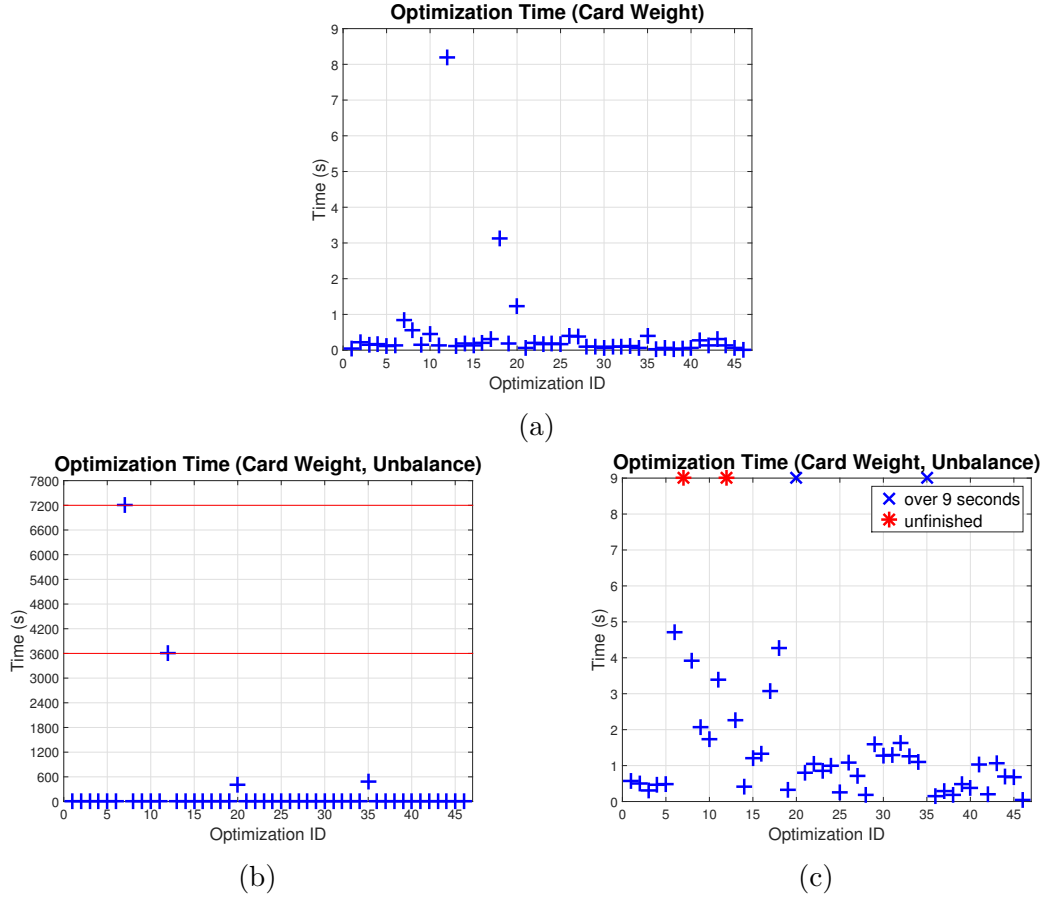 Optimization Time (Card Weight)
9
8
7
6
5
4
3
2
1
0
Time (s)
0 5 10 15 20 25 30 35 40 45
Optimization ID
(a)
Optimization Time (Card Weight, Unbalance)
7800
7200
6600
6000
5400
4800
4200
3600
3000
2400
1800
1200
600
0
Time (s)
0 5 10 15 20 25 30 35 40 45
Optimization ID
(b)
Optimization Time (Card Weight, Unbalance)
9
8
7
6
5
4
3
2
1
0
Time (s)
over 9 seconds
unfinished
0 5 10 15 20 25 30 35 40 45
Optimization ID
(c)